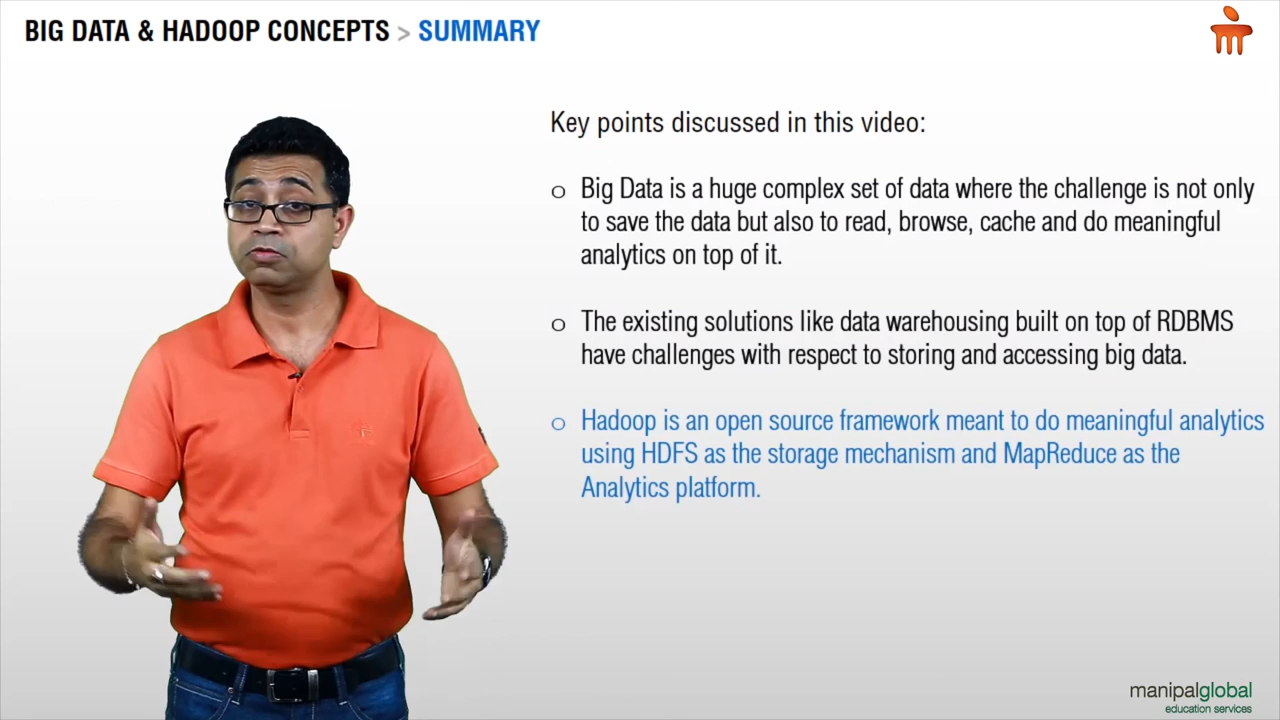 BIG DATA & HADOOP CONCEPTS > SUMMARY
Key points discussed in this video:
o Big Data is a huge complex set of data where the challenge is not only
to save the data but also to read, browse, cache and do meaningful
analytics on top of it.
o The existing solutions like data warehousing built on top of RDBMS
have challenges with respect to storing and accessing big data.
o Hadoop is an open source framework meant to do meaningful analytics
using HDFS as the storage mechanism and MapReduce as the
Analytics platform.
manipalglobal
education services